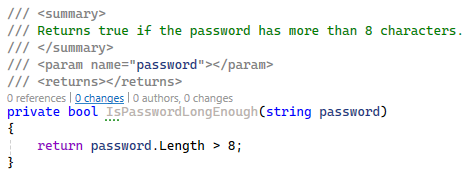 /// <summary>
/// Returns true if the password has more than 8 characters.
/// </summary>
/// <param name="password"></param>
/// <returns></returns>
0 references | 0 changes | 0 authors, 0 changes
private bool IsPasswordLongEnough(string password)
{
    return password.Length > 8;
}